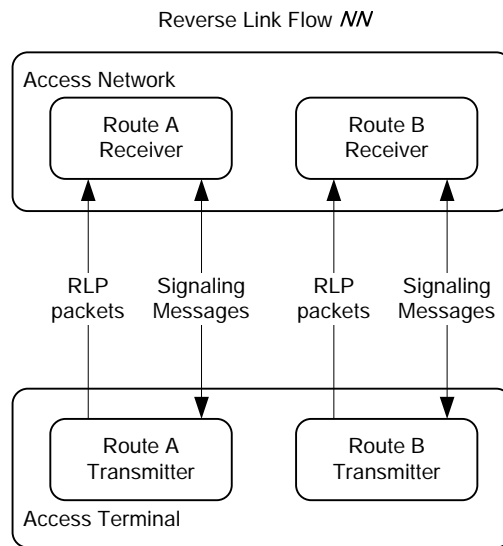 Reverse Link Flow NN
Access Network
Route A
Receiver
Route B
Receiver
RLP
packets
Signaling
Messages
RLP
packets
Signaling
Messages
Route A
Transmitter
Route B
Transmitter
Access Terminal